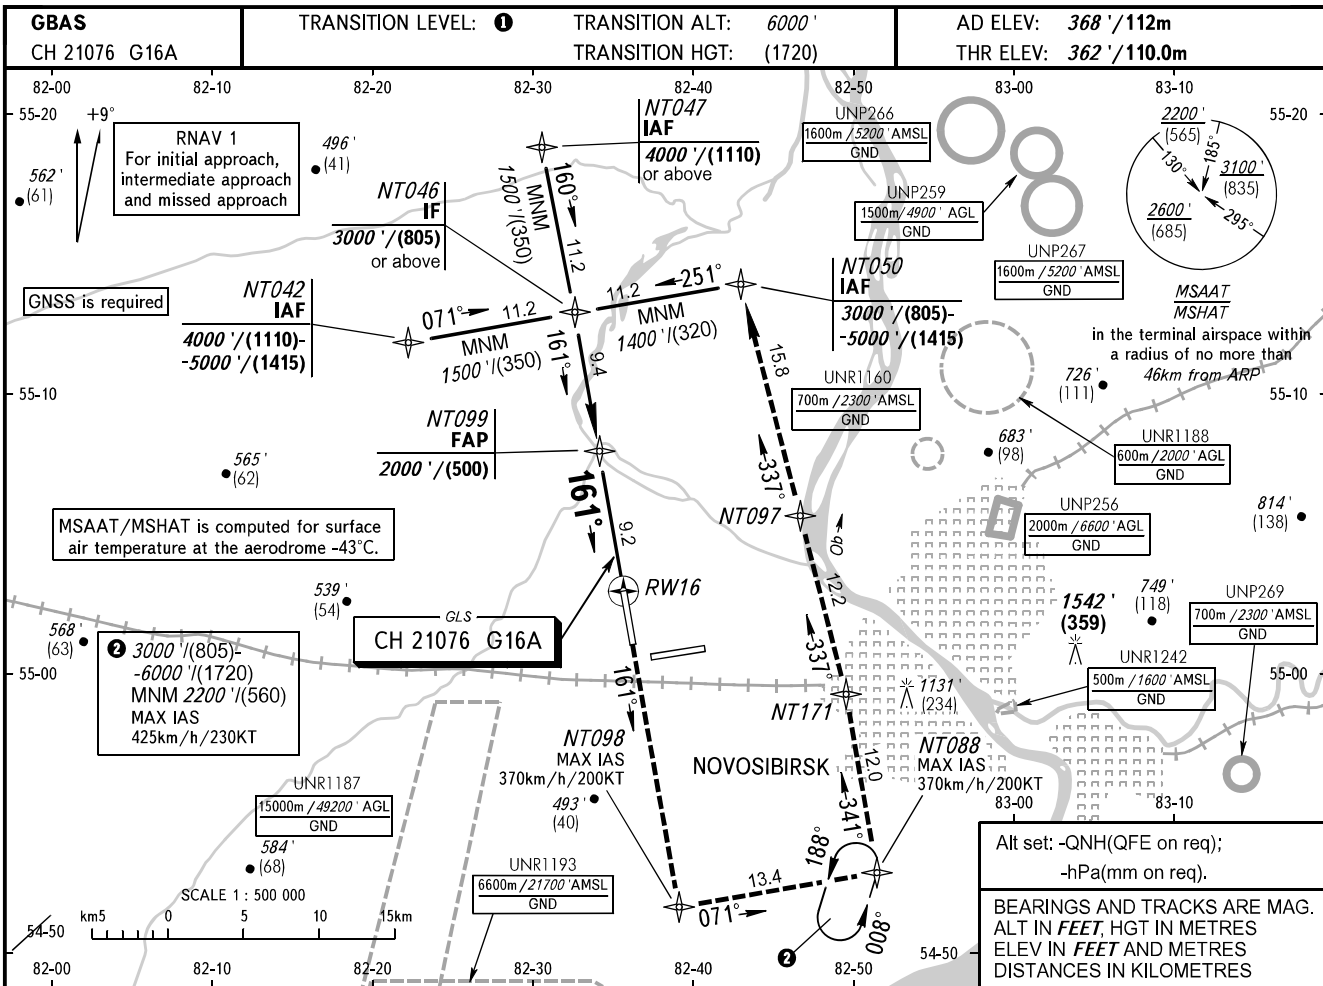 GBAS
CH 21076 G16A
TRANSITION LEVEL: ❶
TRANSITION ALT: 6000 '
TRANSITION HGT: (1720)
AD ELEV: 368 '/112m
THR ELEV: 362 '/110.0m
82-00 82-10 82-20 82-30 82-40 82-50 83-00 83-10
55-20 55-20
+9°
RNAV 1
For initial approach,
intermediate approach
and missed approach
496 '
(41)
562 '
(61)
NT047
IAF
4000 '/(1110)
or above
160°
MNM
1500 '/(350)
11.2
NT046
IF
3000 '/(805)
or above
UNP266
1600m/5200 'AMSL
GND
UNP259
1500m/4900 ' AGL
GND
UNP267
1600m/5200 'AMSL
GND
2200 '
(565)
3100 '
(835)
2600 '
(685)
130°
185°
295°
MSAAT
MSHAT
in the terminal airspace within
a radius of no more than
46km from ARP
GNSS is required
NT042
IAF
4000 '/(1110)-
-5000 '/(1415)
071°
11.2
MNM
1500 '/(350)
251°
11.2
MNM
1400 '/(320)
NT050
IAF
3000 '/(805)-
-5000 '/(1415)
161°
9.4
15.8
55-10 55-10
UNR1160
700m/2300 'AMSL
GND
726 '
(111)
683 '
(98)
UNR1188
600m/2000 ' AGL
GND
NT099
FAP
2000 '/(500)
565 '
(62)
161°
9.2
337°
NT097
90
12.2
UNP256
2000m/6600 ' AGL
GND
814 '
(138)
MSAAT/MSHAT is computed for surface
air temperature at the aerodrome -43°C.
539 '
(54)
RW16
GLS
CH 21076 G16A
568 '
(63)
❷ 3000 '/(805)-
-6000 '/(1720)
MNM 2200 '/(560)
MAX IAS
425km/h/230KT
1542 '
(359)
749 '
(118)
UNP269
700m/2300 'AMSL
GND
55-00 55-00
337°
161°
UNR1242
500m/1600 ' AMSL
GND
1131 '
(234)
NT171
NT098
MAX IAS
370km/h/200KT
NOVOSIBIRSK
12.0
NT088
MAX IAS
370km/h/200KT
493 '
(40)
UNR1187
15000m/49200 ' AGL
GND
341°
188°
83-00 83-10
584 '
(68)
UNR1193
6600m/21700 'AMSL
GND
13.4
071°
008°
❷
SCALE 1 : 500 000
km5 0 5 10 15km
54-50 54-50
82-00 82-10 82-20 82-30 82-40 82-50
Alt set: -QNH(QFE on req);
-hPa(mm on req).
BEARINGS AND TRACKS ARE MAG.
ALT IN FEET, HGT IN METRES
ELEV IN FEET AND METRES
DISTANCES IN KILOMETRES